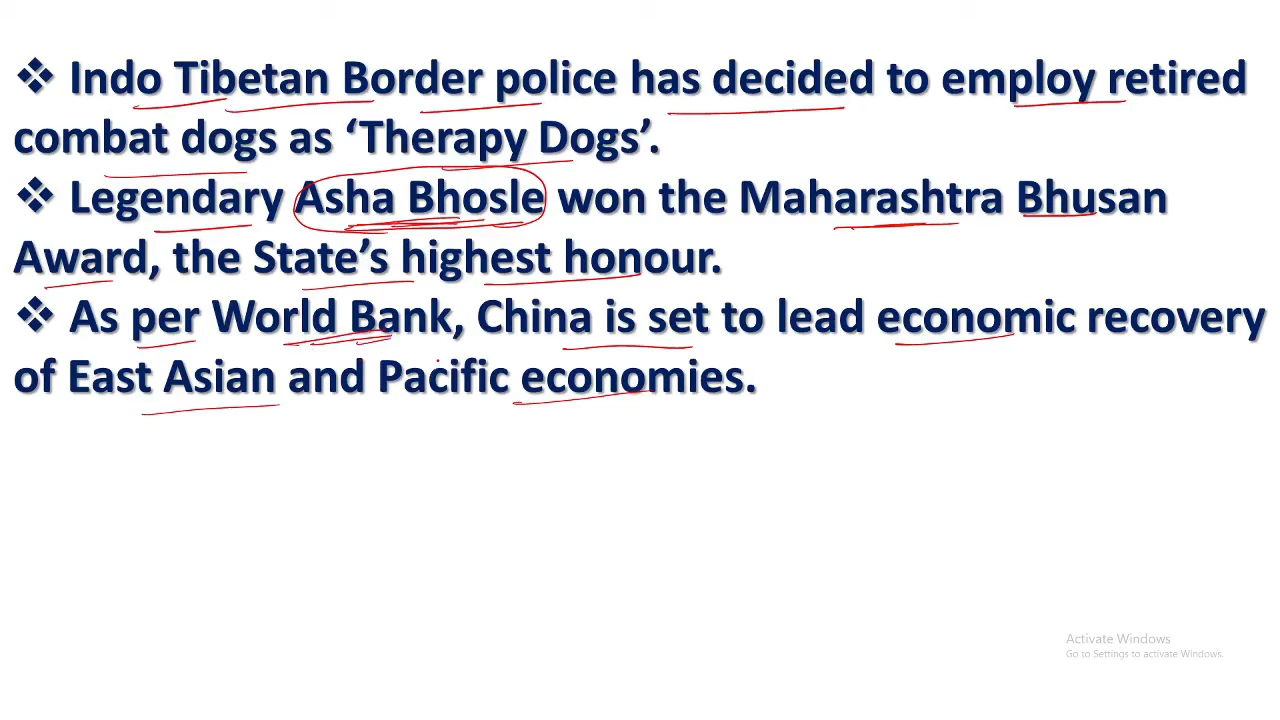 ❖ Indo Tibetan Border police has decided to employ retired
combat dogs as ‘Therapy Dogs’.
❖ Legendary Asha Bhosle won the Maharashtra Bhusan
Award, the State’s highest honour.
❖ As per World Bank, China is set to lead economic recovery
of East Asian and Pacific economies.
Activate Windows
Go to Settings to activate Windows.